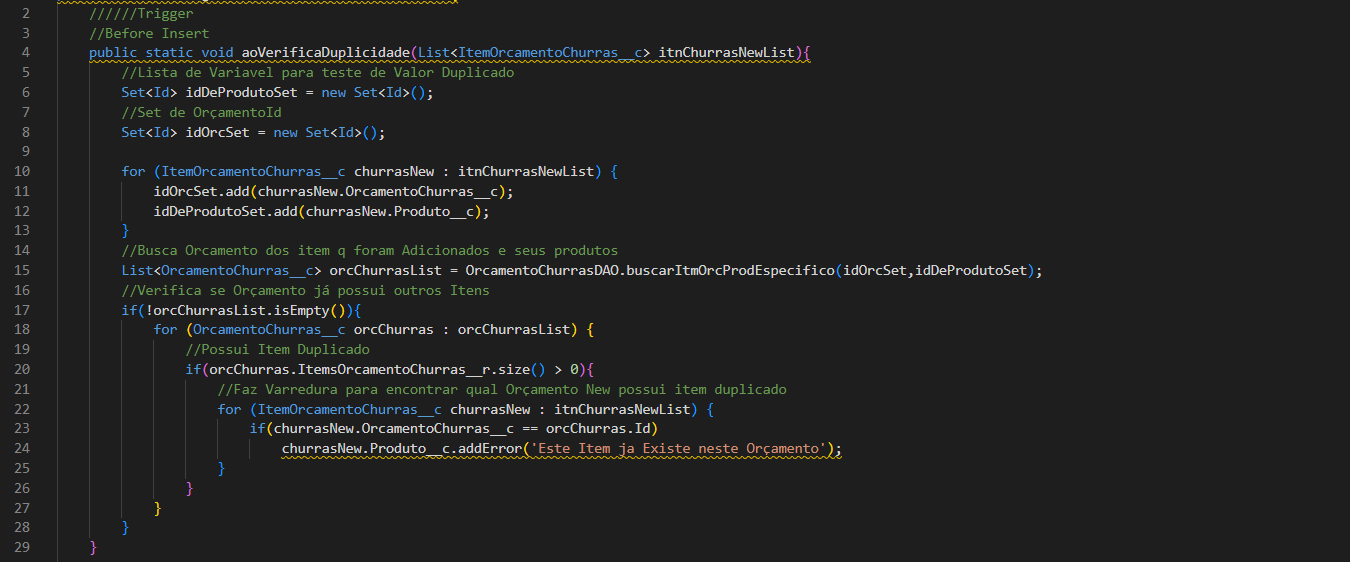 2 //////Trigger
3 //Before Insert
4 public static void aoVerificaDuplicidade(List<ItemOrcamentoChurras__c> itnChurrasNewList){
5 //Lista de Variavel para teste de Valor Duplicado
6 Set<Id> idDeProdutoSet = new Set<Id>();
7 //Set de OrçamentoId
8 Set<Id> idOrcSet = new Set<Id>();
9
10 for (ItemOrcamentoChurras__c churrasNew : itnChurrasNewList) {
11 idOrcSet.add(churrasNew.OrcamentoChurras__c);
12 idDeProdutoSet.add(churrasNew.Produto__c);
13 }
14 //Busca Orcamento dos item q foram Adicionados e seus produtos
15 List<OrcamentoChurras__c> orcChurrasList = OrcamentoChurrasDAO.buscarItmOrcProdEspecifico(idOrcSet,idDeProdutoSet);
16 //Verifica se Orçamento já possui outros Itens
17 if(!orcChurrasList.isEmpty()){
18 for (OrcamentoChurras__c orcChurras : orcChurrasList) {
19 //Possui Item Duplicado
20 if(orcChurras.ItemsOrcamentoChurras__r.size() > 0){
21 //Faz Varredura para encontrar qual Orçamento New possui item duplicado
22 for (ItemOrcamentoChurras__c churrasNew : itnChurrasNewList) {
23 if(churrasNew.OrcamentoChurras__c == orcChurras.Id)
24 churrasNew.Produto__c.addError('Este Item ja Existe neste Orçamento');
25 }
26 }
27 }
28 }
29 }